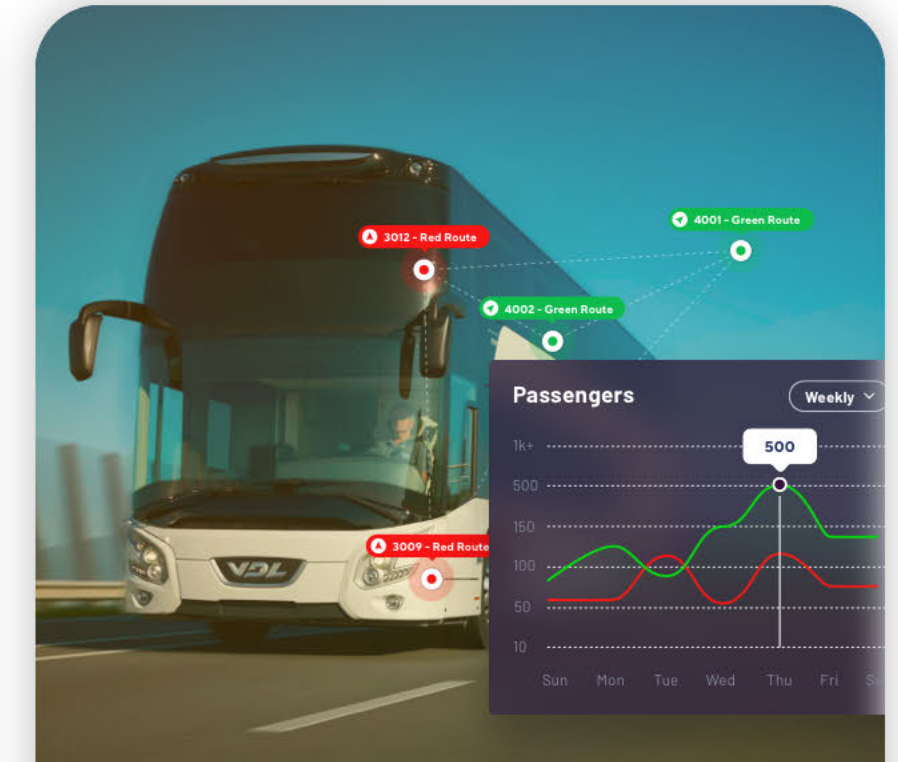 4001 - Green Route
3012 - Red Route
4002 - Green Route
Passengers
Weekly
1k+
500
500
150
100
50
10
Sun Mon Tue Wed Thu Fri
3009 - Red Route
VDL